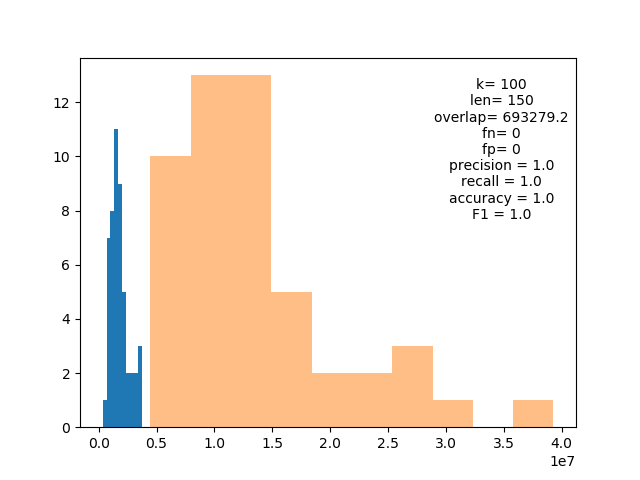 k= 100
len= 150
overlap= 693279.2
fn= 0
fp= 0
precision = 1.0
recall = 1.0
accuracy = 1.0
F1 = 1.0
12
10
8
6
4
2
0
0.0 0.5 1.0 1.5 2.0 2.5 3.0 3.5 4.0
1e7